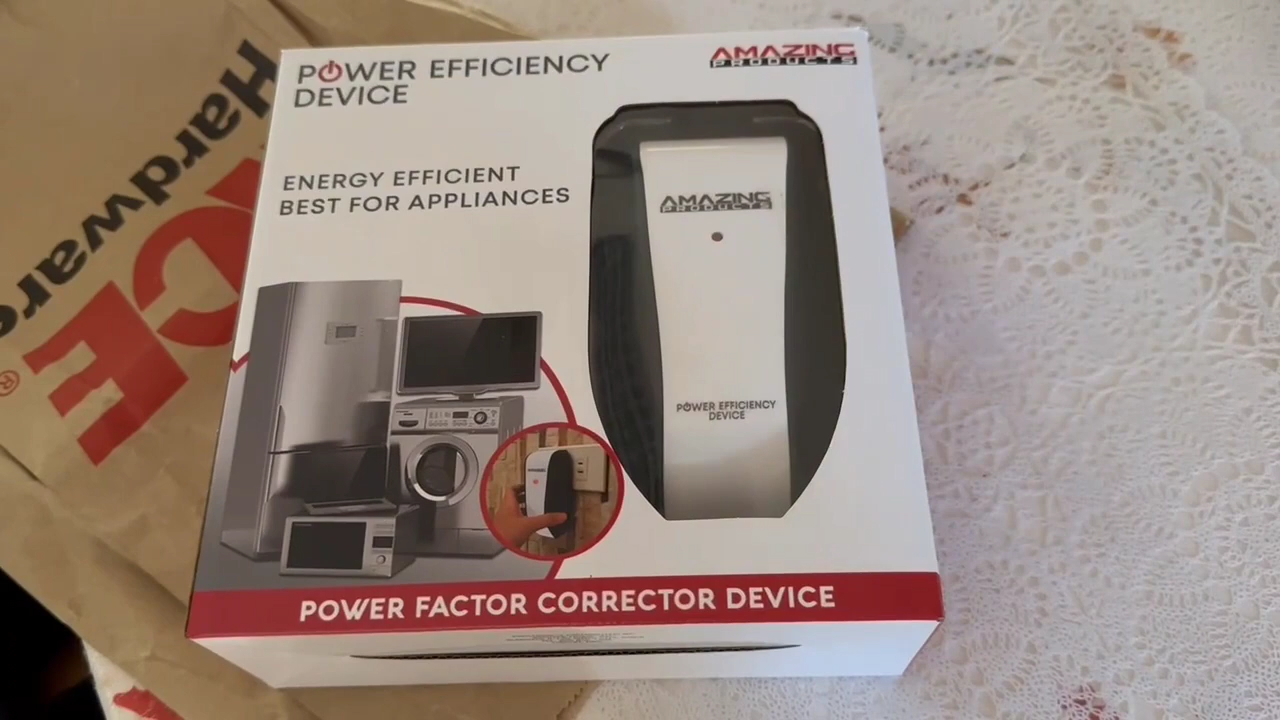 POWER EFFICIENCY
DEVICE
AMAZING
PRODUCTS
ENERGY EFFICIENT
BEST FOR APPLIANCES
AMAZING
PRODUCTS
POWER EFFICIENCY
DEVICE
POWER FACTOR CORRECTOR DEVICE
ACE
Hardware
Hardware
®